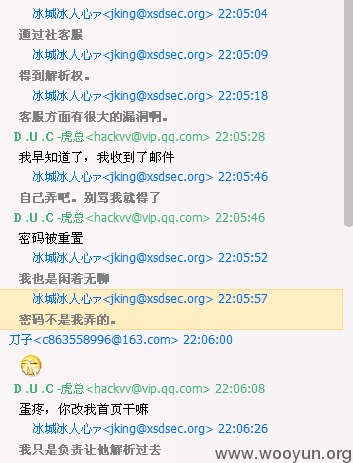 冰城冰人心ァ<jking@xsdsec.org> 22:05:04
通过社客服
冰城冰人心ァ<jking@xsdsec.org> 22:05:09
得到解析权。
冰城冰人心ァ<jking@xsdsec.org> 22:05:18
客服方面有很大的漏洞啊。
D.U.C -虎总<hackvv@vip.qq.com> 22:05:28
我早知道了，我收到了邮件
冰城冰人心ァ<jking@xsdsec.org> 22:05:46
自己弄吧。别骂我就得了
D.U.C -虎总<hackvv@vip.qq.com> 22:05:46
密码被重置
冰城冰人心ァ<jking@xsdsec.org> 22:05:52
我也是闲着无聊
冰城冰人心ァ<jking@xsdsec.org> 22:05:57
密码不是我弄的。
刀子<c863558996@163.com> 22:06:00
D.U.C -虎总<hackvv@vip.qq.com> 22:06:08
蛋疼，你改我首页干嘛
冰城冰人心ァ<jking@xsdsec.org> 22:06:26
我只是负责让他解析过去
www.wooyun.org